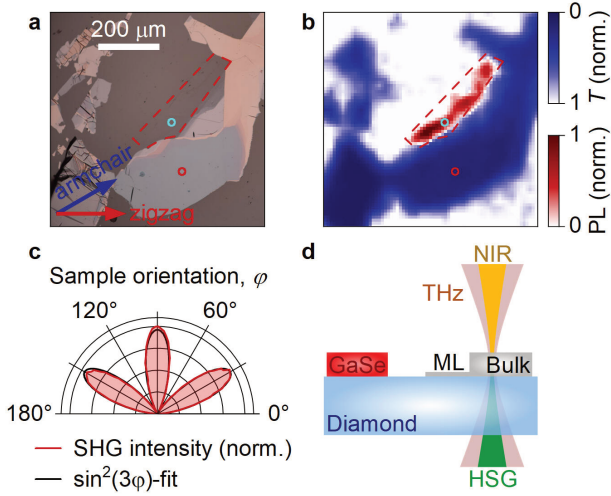 a
200 μm
armchair
zigzag
b
0
1
T (norm.)
0
1
PL (norm.)
c
Sample orientation, φ
120°
60°
180°
0°
SHG intensity (norm.)
sin²(3φ)-fit
d
NIR
THz
GaSe
ML
Bulk
Diamond
HSG